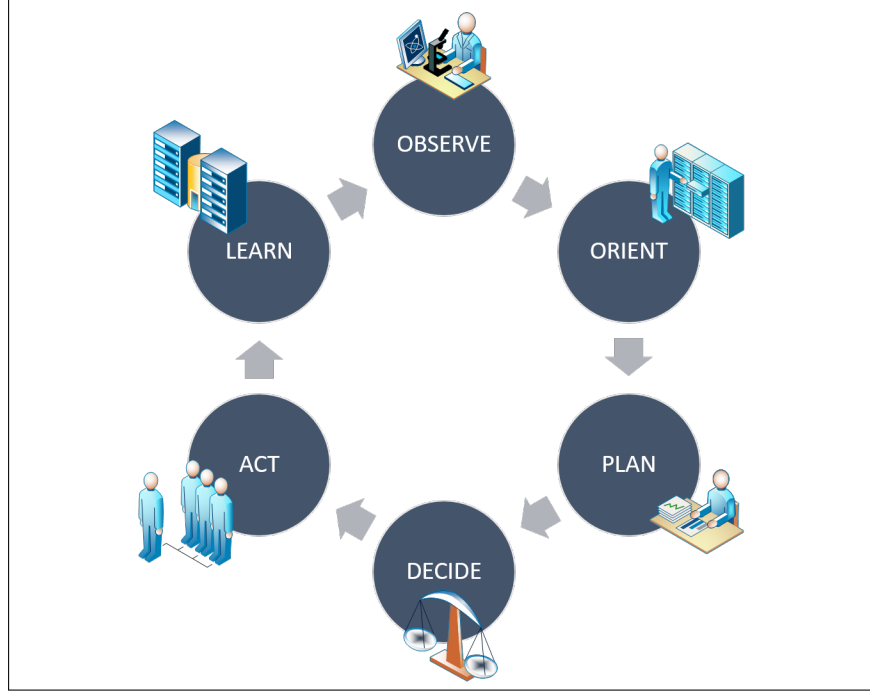 OBSERVE
ORIENT
PLAN
DECIDE
ACT
LEARN